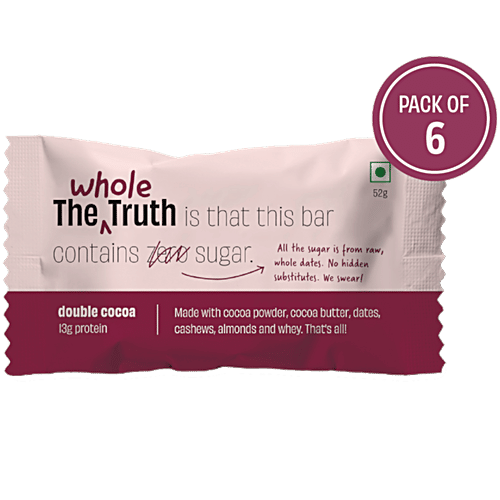 PACK OF
6
52g
whole
The ‸ Truth is that this bar
contains zero sugar.
All the sugar is from raw,
whole dates. No hidden
substitutes. We swear!
double cocoa
13g protein
Made with cocoa powder, cocoa butter, dates,
cashews, almonds and whey. That's all!